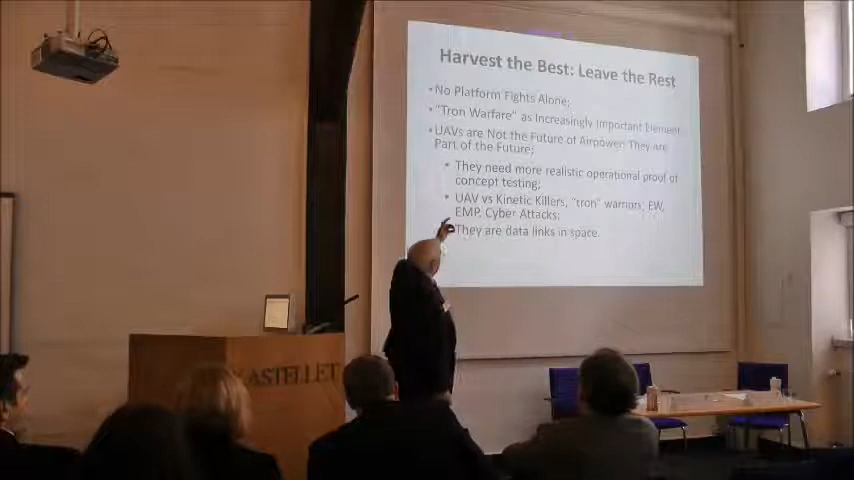 Harvest the Best: Leave the Rest
•No Platform Fights Alone;
•"Tron Warfare" as Increasingly Important Element
•UAVs are Not the Future of Airpower: They are
Part of the Future;
• They need more realistic operational proof of
concept testing;
• UAV vs Kinetic Killers, "tron" warriors; EW,
EMP, Cyber Attacks;
They are data links in space.
KASTELLET